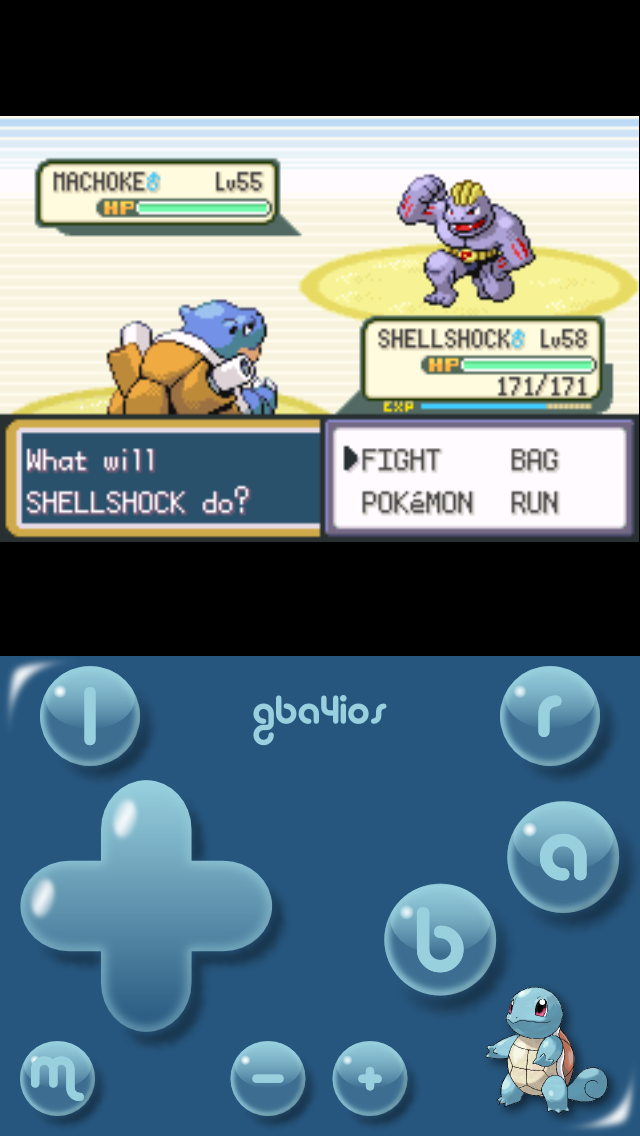 MACHOKE♂ Lv55
HP
SHELLSHOCK♂ Lv58
HP
171/171
EXP
What will
SHELLSHOCK do?
FIGHT BAG
POKéMON RUN
l gba4ios r
a
b
m - +